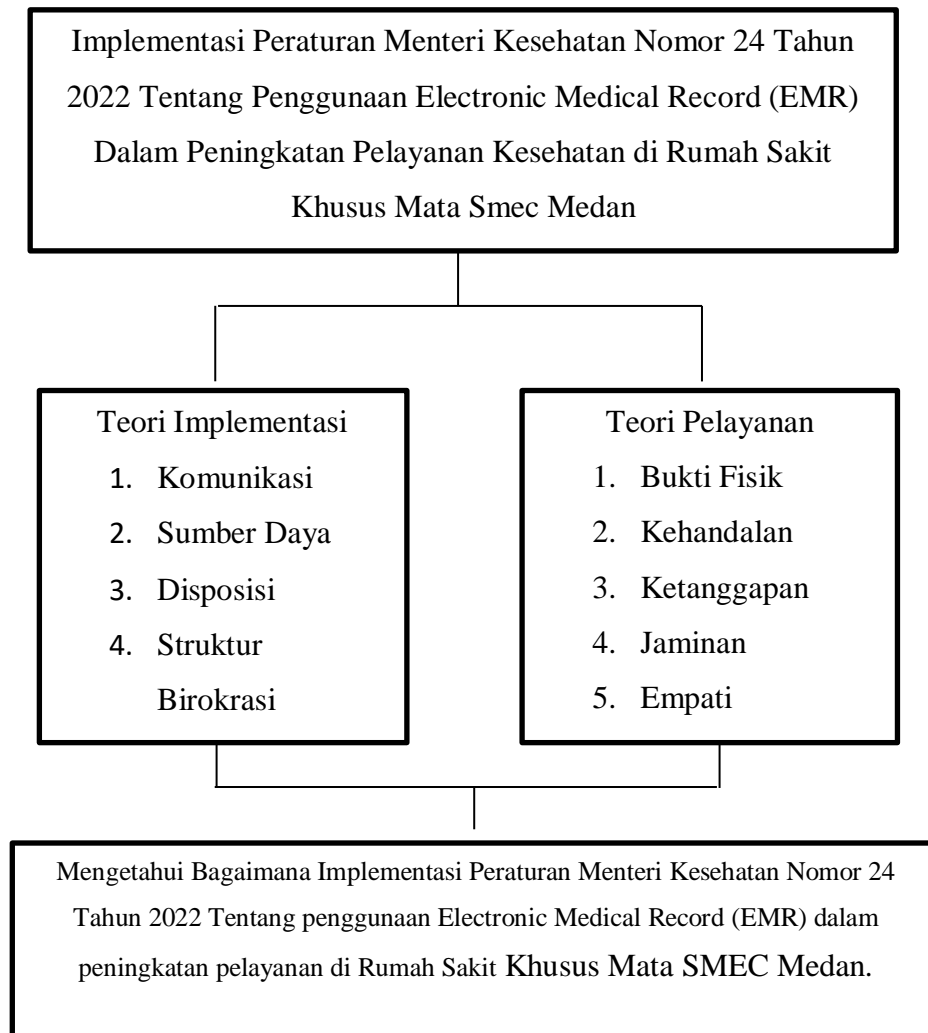 Implementasi Peraturan Menteri Kesehatan Nomor 24 Tahun
2022 Tentang Penggunaan Electronic Medical Record (EMR)
Dalam Peningkatan Pelayanan Kesehatan di Rumah Sakit
Khusus Mata Smec Medan
Teori Implementasi
1. Komunikasi
2. Sumber Daya
3. Disposisi
4. Struktur
Birokrasi
Teori Pelayanan
1. Bukti Fisik
2. Kehandalan
3. Ketanggapan
4. Jaminan
5. Empati
Mengetahui Bagaimana Implementasi Peraturan Menteri Kesehatan Nomor 24
Tahun 2022 Tentang penggunaan Electronic Medical Record (EMR) dalam
peningkatan pelayanan di Rumah Sakit Khusus Mata SMEC Medan.